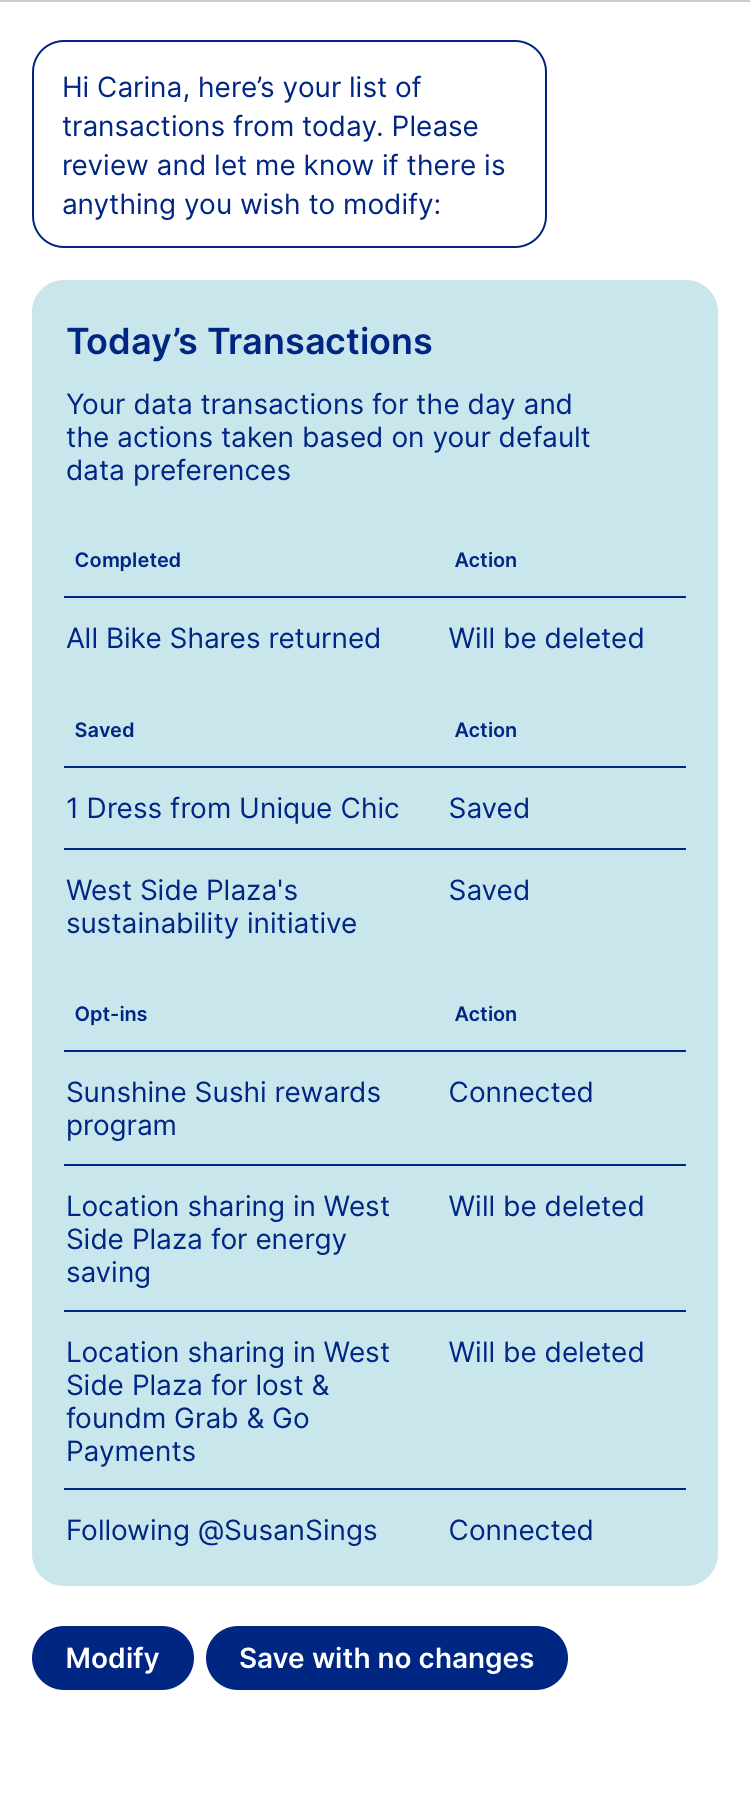 Hi Carina, here’s your list of
transactions from today. Please
review and let me know if there is
anything you wish to modify:
Today’s Transactions
Your data transactions for the day and
the actions taken based on your default
data preferences
Completed Action
All Bike Shares returned Will be deleted
Saved Action
1 Dress from Unique Chic Saved
West Side Plaza's Saved
sustainability initiative
Opt-ins Action
Sunshine Sushi rewards Connected
program
Location sharing in West Will be deleted
Side Plaza for energy
saving
Location sharing in West Will be deleted
Side Plaza for lost &
foundm Grab & Go
Payments
Following @SusanSings Connected
Modify Save with no changes